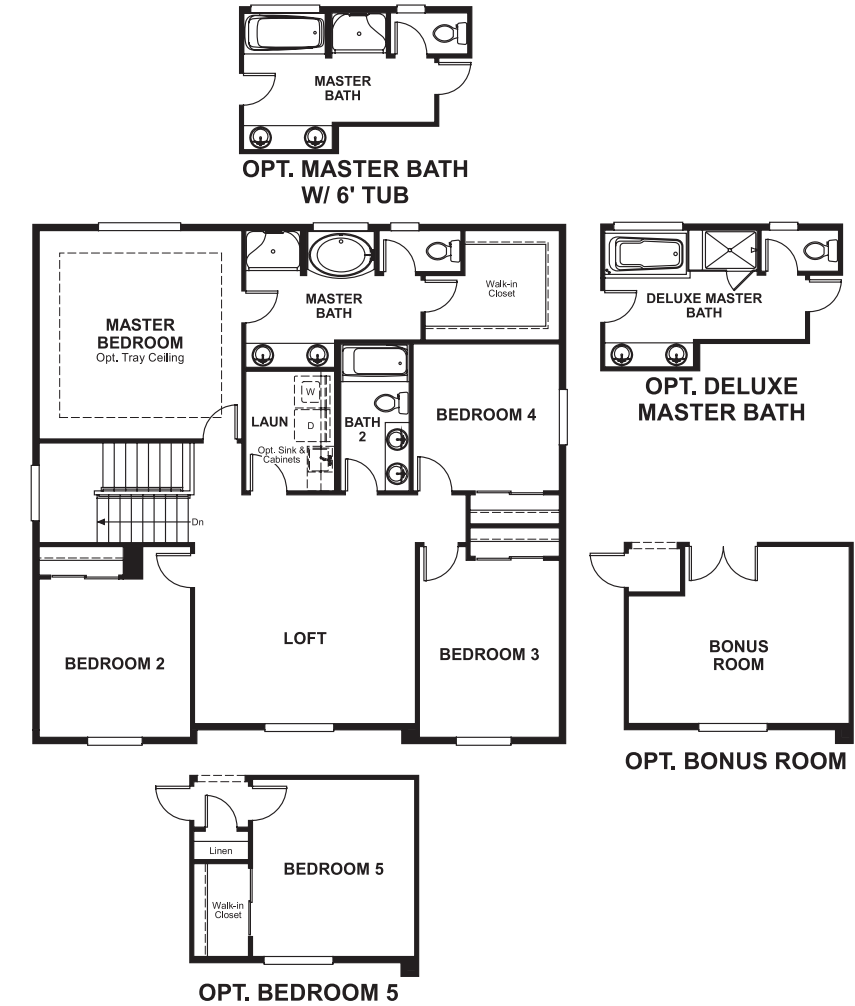 MASTER
BATH
OPT. MASTER BATH
W/ 6' TUB
MASTER
BEDROOM
Opt. Tray Ceiling
MASTER
BATH
Walk-in
Closet
DELUXE MASTER
BATH
OPT. DELUXE
MASTER BATH
W
D
LAUN
Opt. Sink &
Cabinets
BATH
2
BEDROOM 4
Dn
BEDROOM 2
LOFT
BEDROOM 3
BONUS
ROOM
OPT. BONUS ROOM
Linen
Walk-in
Closet
BEDROOM 5
OPT. BEDROOM 5